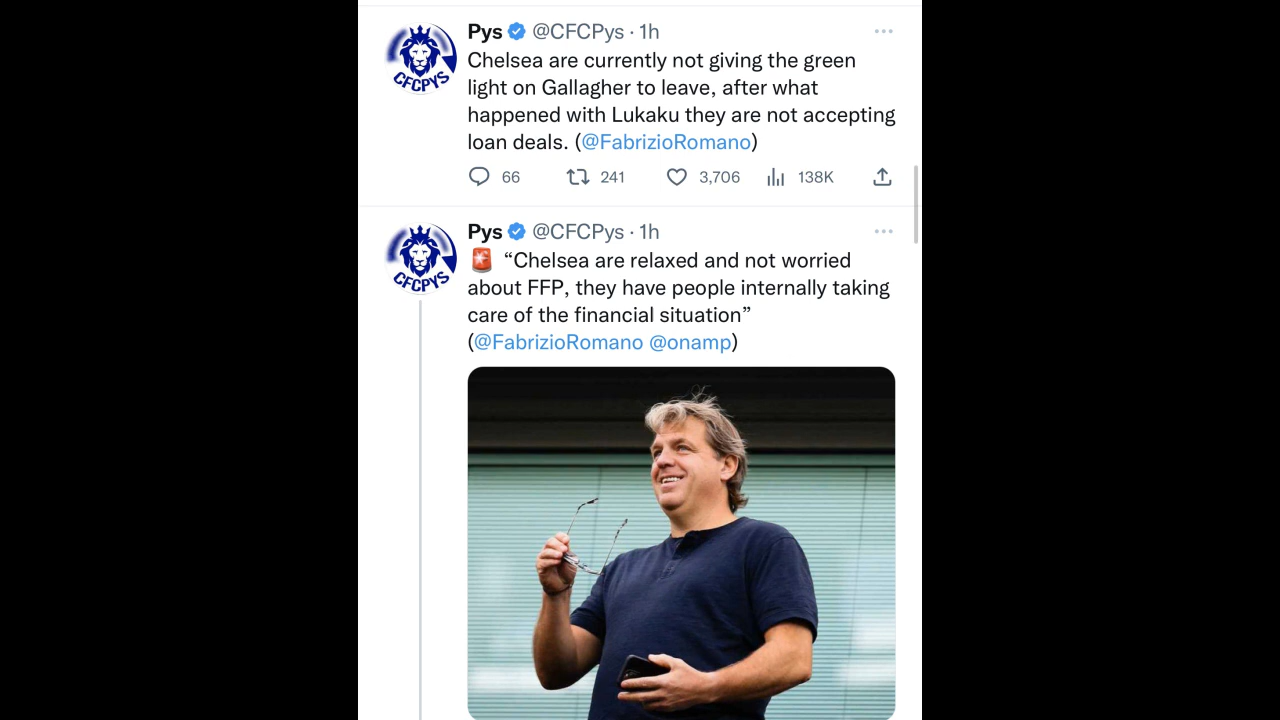 Pys @CFCPys · 1h
Chelsea are currently not giving the green
light on Gallagher to leave, after what
happened with Lukaku they are not accepting
loan deals. (@FabrizioRomano)
66 241 3,706 138K
CFCPYS
Pys @CFCPys · 1h
🚨 “Chelsea are relaxed and not worried
about FFP, they have people internally taking
care of the financial situation”
(@FabrizioRomano @onamp)
CFCPYS